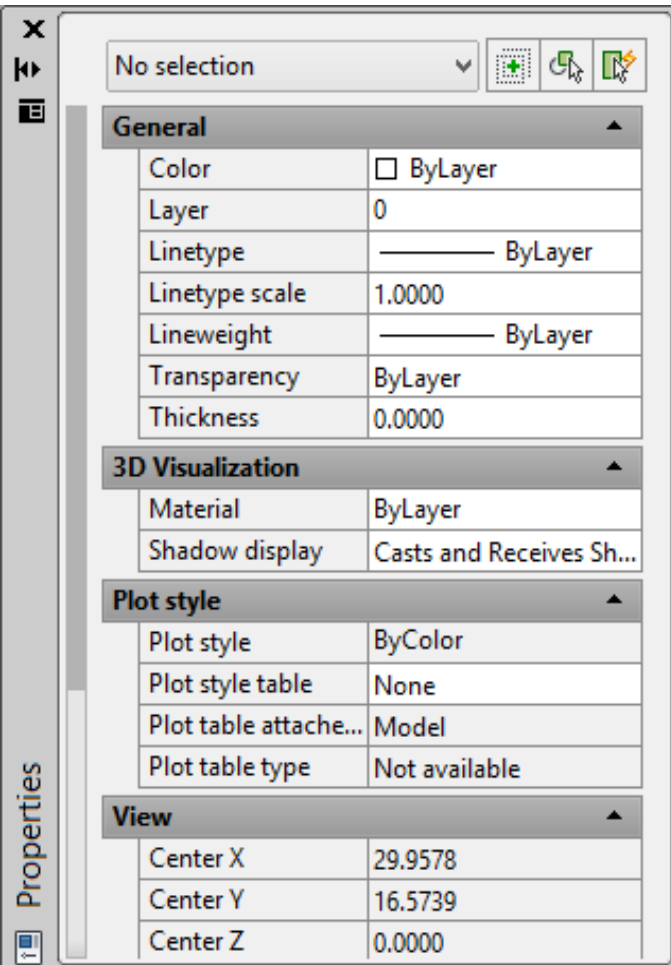 No selection
General
Color ByLayer
Layer 0
Linetype ByLayer
Linetype scale 1.0000
Lineweight ByLayer
Transparency ByLayer
Thickness 0.0000
3D Visualization
Material ByLayer
Shadow display Casts and Receives Sh...
Plot style
Plot style ByColor
Plot style table None
Plot table attache... Model
Plot table type Not available
View
Center X 29.9578
Center Y 16.5739
Center Z 0.0000
Properties